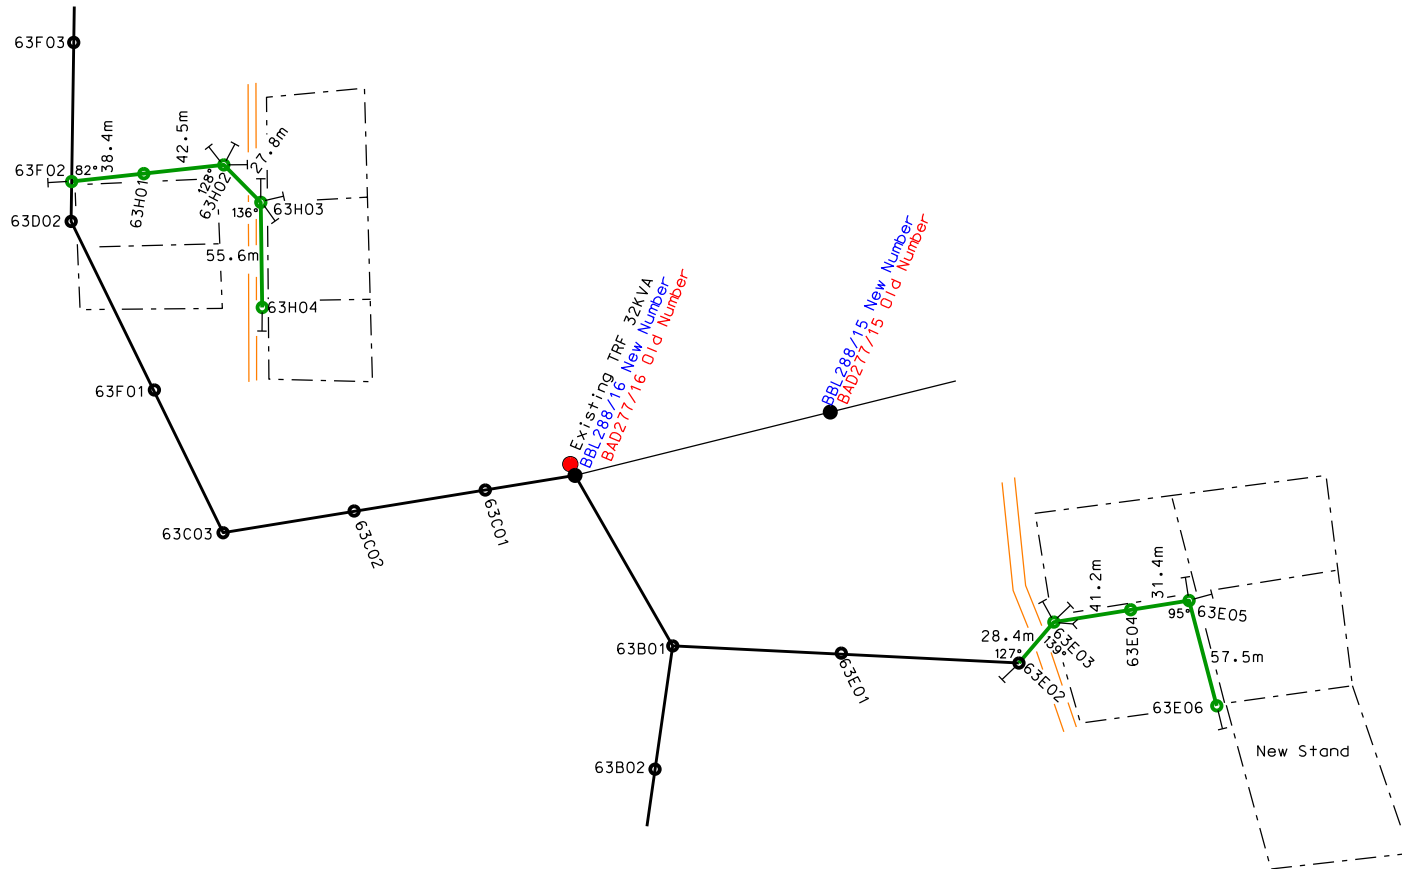 63F03
38.4m
42.5m
27.8m
63F02
82°
63H01
128°
63H02
136°
63H03
63D02
55.6m
63H04
63F01
Existing TRF 32KVA
BBL288/16 New Number
BAD277/16 Old Number
BBL288/15 New Number
BAD277/15 Old Number
63C03
63C02
63C01
63B01
63E01
63B02
28.4m
127°
63E02
139°
63E03
41.2m
63E04
31.4m
95°
63E05
57.5m
63E06
New Stand